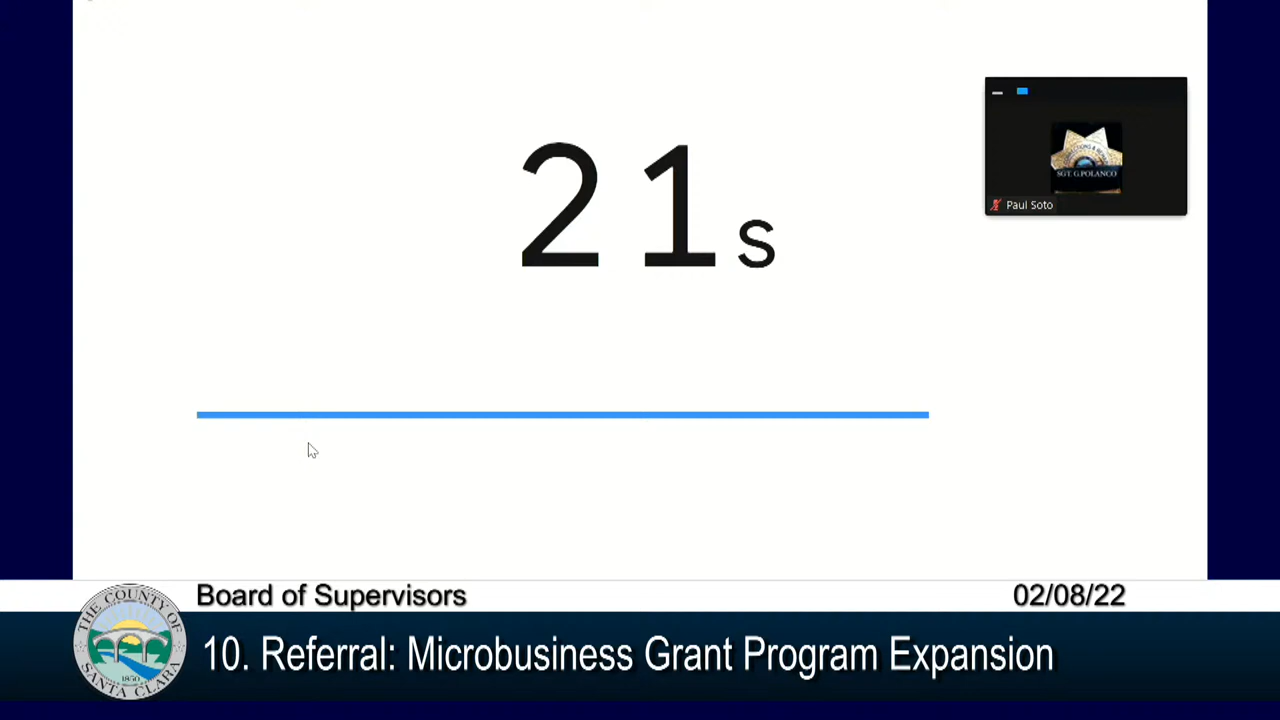 21s
SGT. G.POLANCO
Paul Soto
Board of Supervisors
02/08/22
THE COUNTY OF
SANTA CLARA
1850
10. Referral: Microbusiness Grant Program Expansion